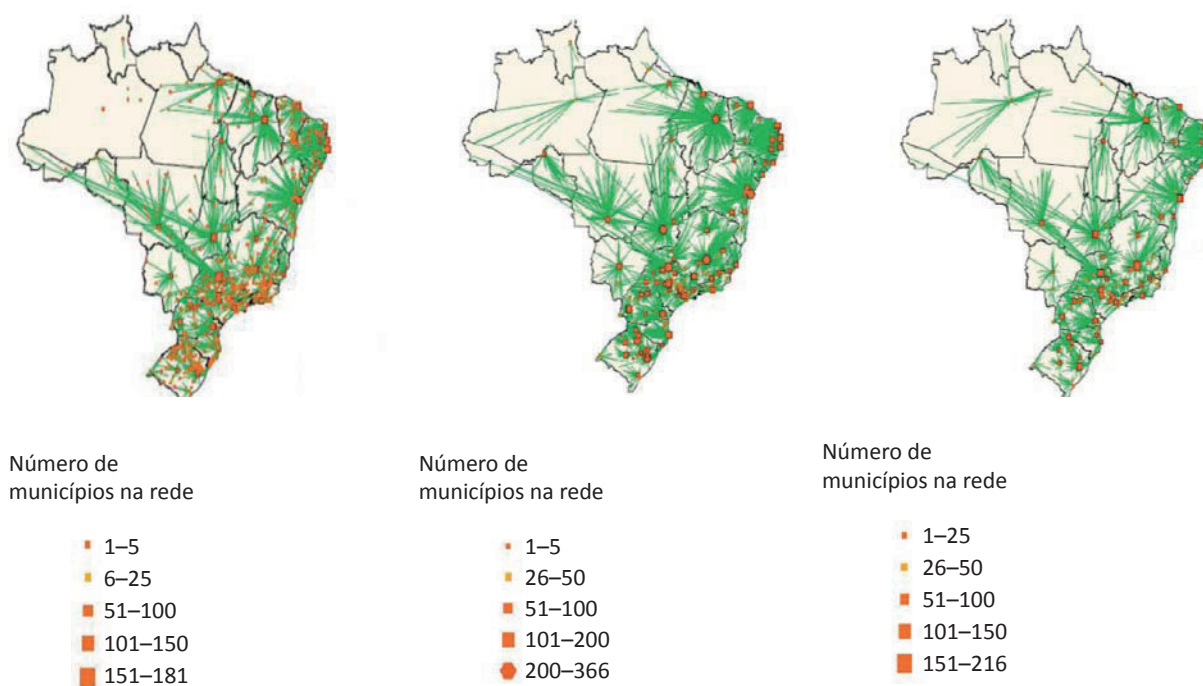 Número de
municípios na rede
1–5
6–25
51–100
101–150
151–181
Número de
municípios na rede
1–5
26–50
51–100
101–200
200–366
Número de
municípios na rede
1–25
26–50
51–100
101–150
151–216